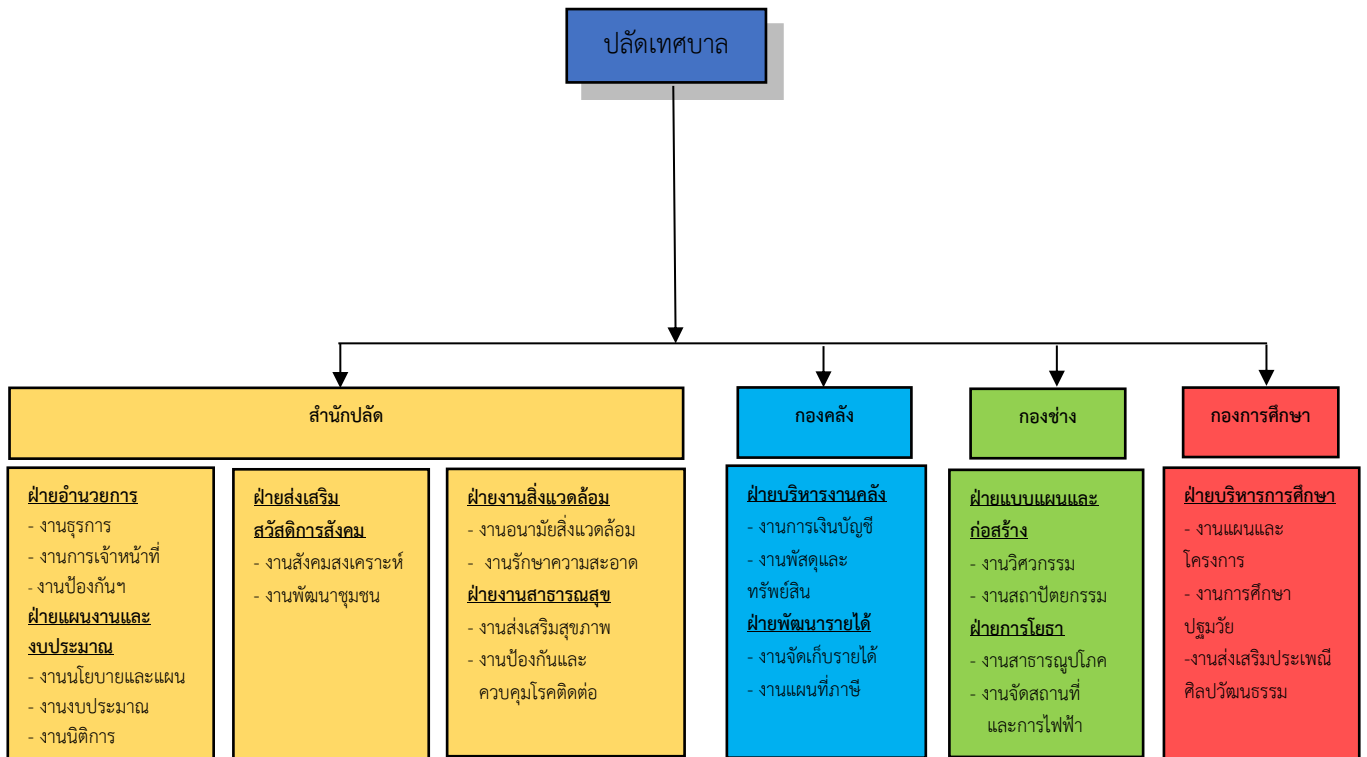 ปลัดเทศบาล
สำนักปลัด
กองคลัง
กองช่าง
กองการศึกษา
ฝ่ายอำนวยการ
- งานธุรการ
- งานการเจ้าหน้าที่
- งานป้องกันฯ
ฝ่ายแผนงานและ
งบประมาณ
- งานนโยบายและแผน
- งานงบประมาณ
- งานนิติการ
ฝ่ายส่งเสริม
สวัสดิการสังคม
- งานสังคมสงเคราะห์
- งานพัฒนาชุมชน
ฝ่ายงานสิ่งแวดล้อม
- งานอนามัยสิ่งแวดล้อม
- งานรักษาความสะอาด
ฝ่ายงานสาธารณสุข
- งานส่งเสริมสุขภาพ
- งานป้องกันและ
ควบคุมโรคติดต่อ
ฝ่ายบริหารงานคลัง
- งานการเงินบัญชี
- งานพัสดุและ
ทรัพย์สิน
ฝ่ายพัฒนารายได้
- งานจัดเก็บรายได้
- งานแผนที่ภาษี
ฝ่ายแบบแผนและ
ก่อสร้าง
- งานวิศวกรรม
- งานสถาปัตยกรรม
ฝ่ายการโยธา
- งานสาธารณูปโภค
- งานจัดสถานที่
และการไฟฟ้า
ฝ่ายบริหารการศึกษา
- งานแผนและ
โครงการ
- งานการศึกษา
ปฐมวัย
-งานส่งเสริมประเพณี
ศิลปวัฒนธรรม